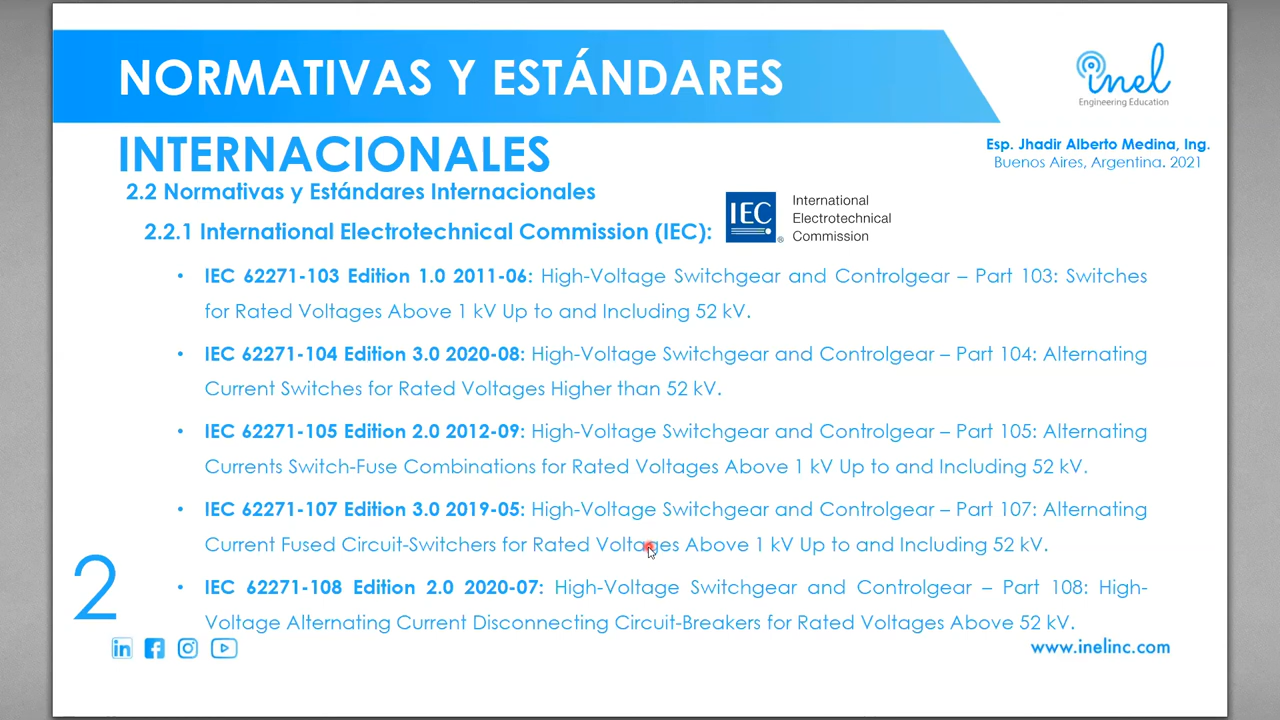 NORMATIVAS Y ESTÁNDARES
inel
Engineering Education
INTERNACIONALES
Esp. Jhadir Alberto Medina, Ing.
Buenos Aires, Argentina. 2021
2.2 Normativas y Estándares Internacionales
2.2.1 International Electrotechnical Commission (IEC):
IEC
®
International
Electrotechnical
Commission
• IEC 62271-103 Edition 1.0 2011-06: High-Voltage Switchgear and Controlgear – Part 103: Switches
for Rated Voltages Above 1 kV Up to and Including 52 kV.
• IEC 62271-104 Edition 3.0 2020-08: High-Voltage Switchgear and Controlgear – Part 104: Alternating
Current Switches for Rated Voltages Higher than 52 kV.
• IEC 62271-105 Edition 2.0 2012-09: High-Voltage Switchgear and Controlgear – Part 105: Alternating
Currents Switch-Fuse Combinations for Rated Voltages Above 1 kV Up to and Including 52 kV.
• IEC 62271-107 Edition 3.0 2019-05: High-Voltage Switchgear and Controlgear – Part 107: Alternating
Current Fused Circuit-Switchers for Rated Voltages Above 1 kV Up to and Including 52 kV.
• IEC 62271-108 Edition 2.0 2020-07: High-Voltage Switchgear and Controlgear – Part 108: High-
Voltage Alternating Current Disconnecting Circuit-Breakers for Rated Voltages Above 52 kV.
2
in
www.inelinc.com